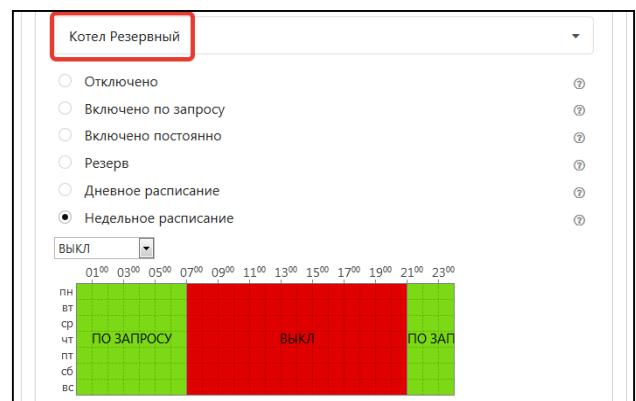 Котел Резервный
Отключено
Включено по запросу
Включено постоянно
Резерв
Дневное расписание
Недельное расписание
ВЫКЛ
01⁰⁰ 03⁰⁰ 05⁰⁰ 07⁰⁰ 09⁰⁰ 11⁰⁰ 13⁰⁰ 15⁰⁰ 17⁰⁰ 19⁰⁰ 21⁰⁰ 23⁰⁰
пн
вт
ср
чт ПО ЗАПРОСУ ВЫКЛ ПО ЗАП
пт
сб
вс